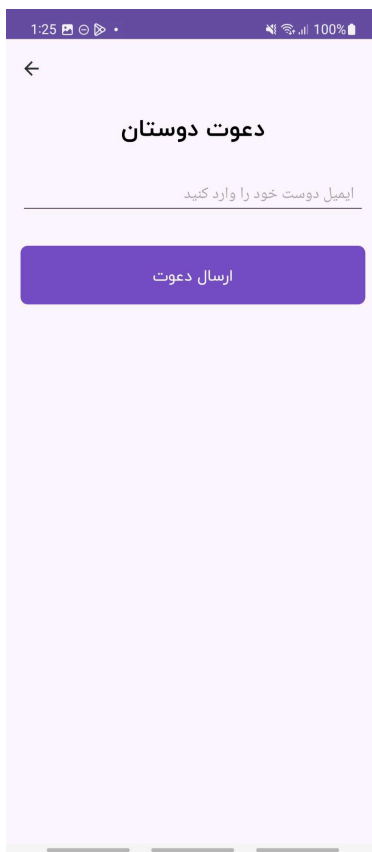 1:25 100%
دعوت دوستان
ایمیل دوست خود را وارد کنید
ارسال دعوت